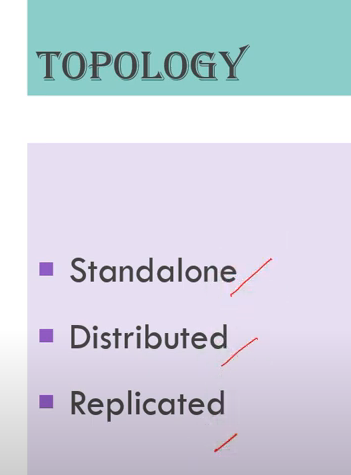 TOPOLOGY
Standalone
Distributed
Replicated